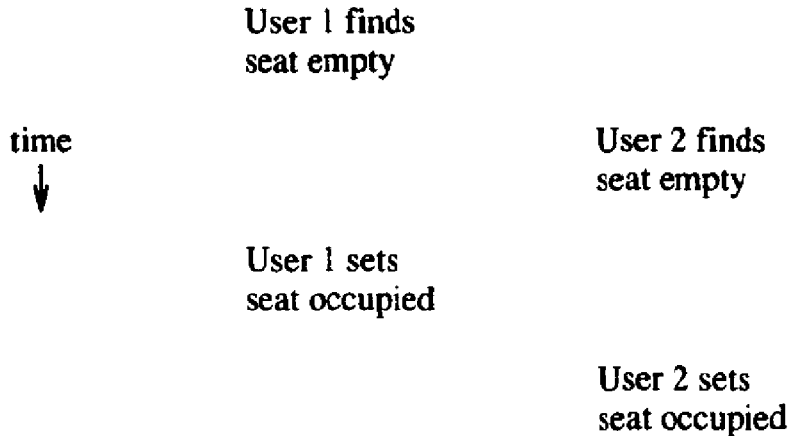 User 1 finds
seat empty
time
User 2 finds
seat empty
User 1 sets
seat occupied
User 2 sets
seat occupied